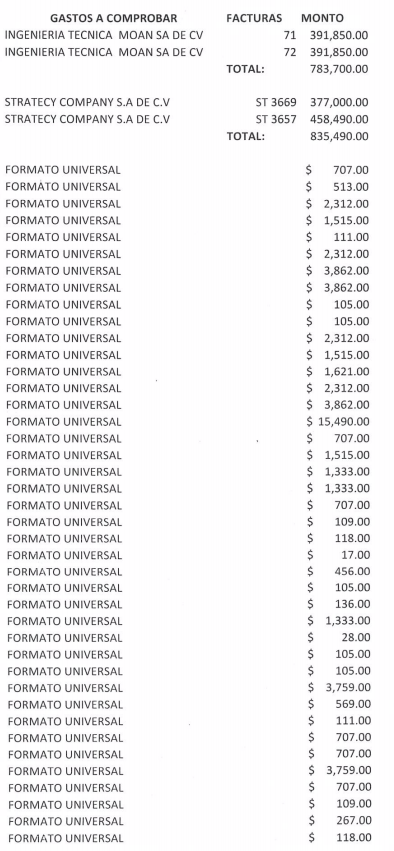 GASTOS A COMPROBAR FACTURAS MONTO
INGENIERIA TECNICA MOAN SA DE CV 71 391,850.00
INGENIERIA TECNICA MOAN SA DE CV 72 391,850.00
TOTAL: 783,700.00
STRATECY COMPANY S.A DE C.V ST 3669 377,000.00
STRATECY COMPANY S.A DE C.V ST 3657 458,490.00
TOTAL: 835,490.00
FORMATO UNIVERSAL $ 707.00
FORMATO UNIVERSAL $ 513.00
FORMATO UNIVERSAL $ 2,312.00
FORMATO UNIVERSAL $ 1,515.00
FORMATO UNIVERSAL $ 111.00
FORMATO UNIVERSAL $ 2,312.00
FORMATO UNIVERSAL $ 3,862.00
FORMATO UNIVERSAL $ 3,862.00
FORMATO UNIVERSAL $ 105.00
FORMATO UNIVERSAL $ 105.00
FORMATO UNIVERSAL $ 2,312.00
FORMATO UNIVERSAL $ 1,515.00
FORMATO UNIVERSAL $ 1,621.00
FORMATO UNIVERSAL $ 2,312.00
FORMATO UNIVERSAL $ 3,862.00
FORMATO UNIVERSAL $ 15,490.00
FORMATO UNIVERSAL $ 707.00
FORMATO UNIVERSAL $ 1,515.00
FORMATO UNIVERSAL $ 1,333.00
FORMATO UNIVERSAL $ 1,333.00
FORMATO UNIVERSAL $ 707.00
FORMATO UNIVERSAL $ 109.00
FORMATO UNIVERSAL $ 118.00
FORMATO UNIVERSAL $ 17.00
FORMATO UNIVERSAL $ 456.00
FORMATO UNIVERSAL $ 105.00
FORMATO UNIVERSAL $ 136.00
FORMATO UNIVERSAL $ 1,333.00
FORMATO UNIVERSAL $ 28.00
FORMATO UNIVERSAL $ 105.00
FORMATO UNIVERSAL $ 105.00
FORMATO UNIVERSAL $ 3,759.00
FORMATO UNIVERSAL $ 569.00
FORMATO UNIVERSAL $ 111.00
FORMATO UNIVERSAL $ 707.00
FORMATO UNIVERSAL $ 707.00
FORMATO UNIVERSAL $ 3,759.00
FORMATO UNIVERSAL $ 707.00
FORMATO UNIVERSAL $ 109.00
FORMATO UNIVERSAL $ 267.00
FORMATO UNIVERSAL $ 118.00